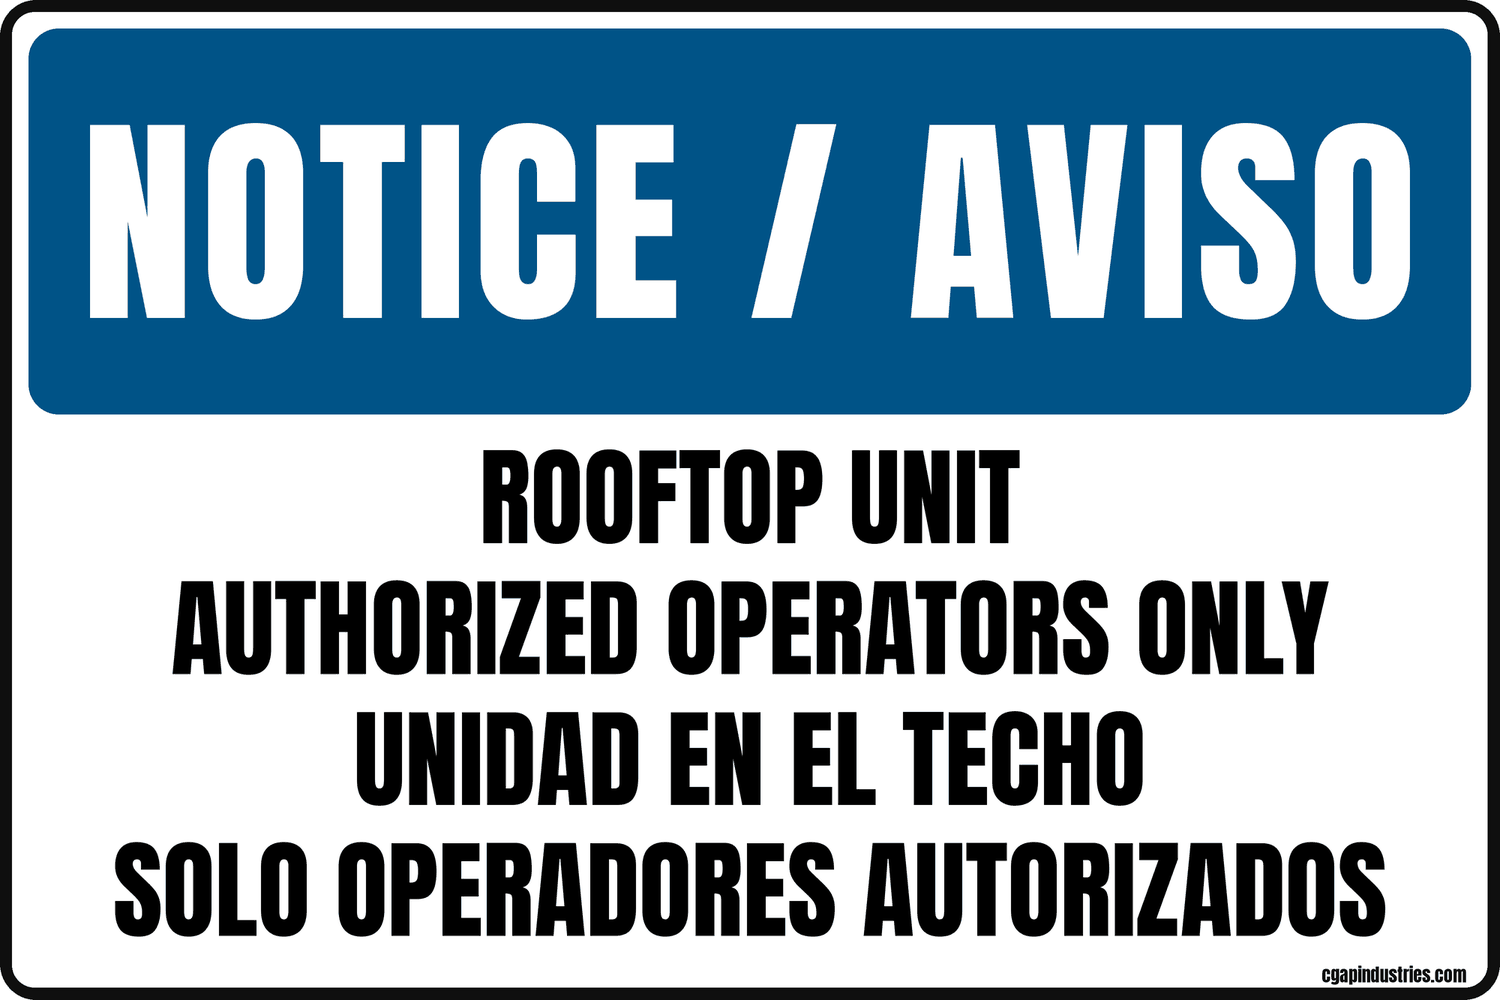 NOTICE / AVISO
ROOFTOP UNIT
AUTHORIZED OPERATORS ONLY
UNIDAD EN EL TECHO
SOLO OPERADORES AUTORIZADOS
cgapindustries.com